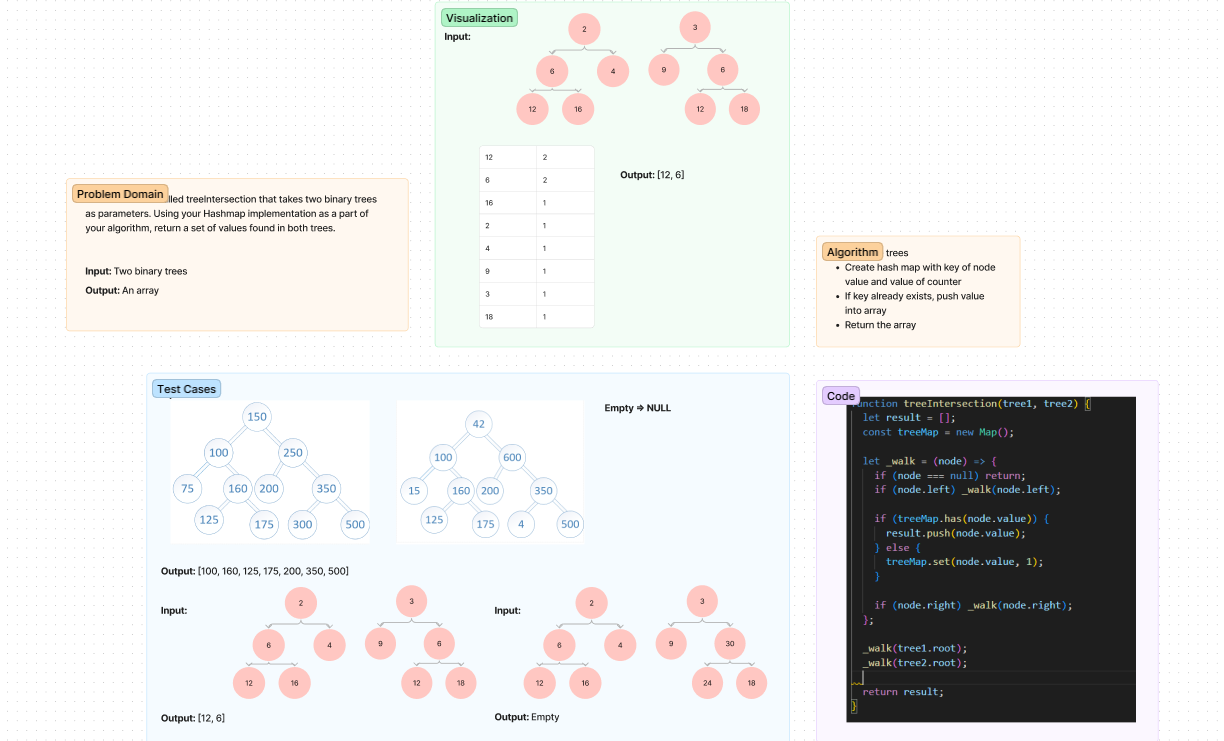 Visualization
Input:
2
6
4
12
16
3
9
6
12
18
12 2
6 2
16 1
2 1
4 1
9 1
3 1
18 1
Output: [12, 6]
Problem Domain
lled treeIntersection that takes two binary trees
as parameters. Using your Hashmap implementation as a part of
your algorithm, return a set of values found in both trees.
Input: Two binary trees
Output: An array
Algorithm
trees
• Create hash map with key of node
value and value of counter
• If key already exists, push value
into array
• Return the array
Test Cases
150
100 250
75 160 200 350
125 175 300 500
42
100 600
15 160 200 350
125 175 4 500
Empty => NULL
Output: [100, 160, 125, 175, 200, 350, 500]
Input:
2
6 4
12 16
3
9 6
12 18
Output: [12, 6]
Input:
2
6 4
12 16
3
9 30
24 18
Output: Empty
Code
unction treeIntersection(tree1, tree2) {
let result = [];
const treeMap = new Map();
let _walk = (node) => {
if (node === null) return;
if (node.left) _walk(node.left);
if (treeMap.has(node.value)) {
result.push(node.value);
} else {
treeMap.set(node.value, 1);
}
if (node.right) _walk(node.right);
};
_walk(tree1.root);
_walk(tree2.root);
return result;
}